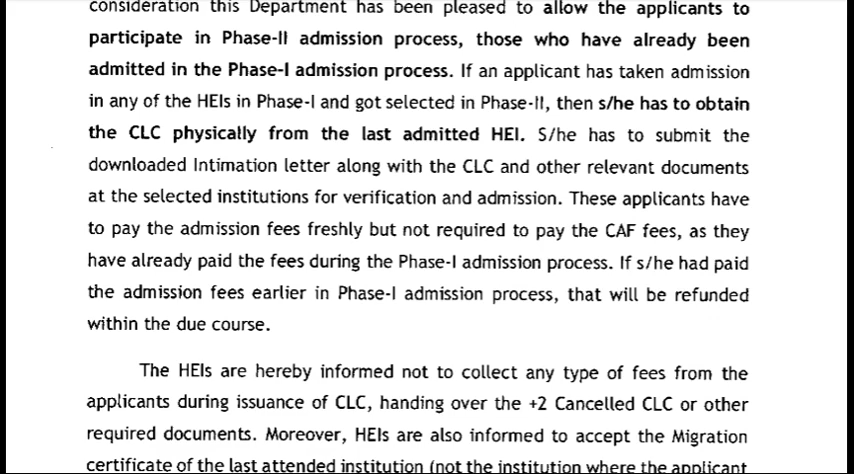 consideration this Department has been pleased to allow the applicants to
participate in Phase-II admission process, those who have already been
admitted in the Phase-I admission process. If an applicant has taken admission
in any of the HEIs in Phase-I and got selected in Phase-II, then s/he has to obtain
the CLC physically from the last admitted HEI. S/he has to submit the
downloaded Intimation letter along with the CLC and other relevant documents
at the selected institutions for verification and admission. These applicants have
to pay the admission fees freshly but not required to pay the CAF fees, as they
have already paid the fees during the Phase-I admission process. If s/he had paid
the admission fees earlier in Phase-I admission process, that will be refunded
within the due course.
The HEIs are hereby informed not to collect any type of fees from the
applicants during issuance of CLC, handing over the +2 Cancelled CLC or other
required documents. Moreover, HEIs are also informed to accept the Migration
certificate of the last attended institution (not the institution where the applicant